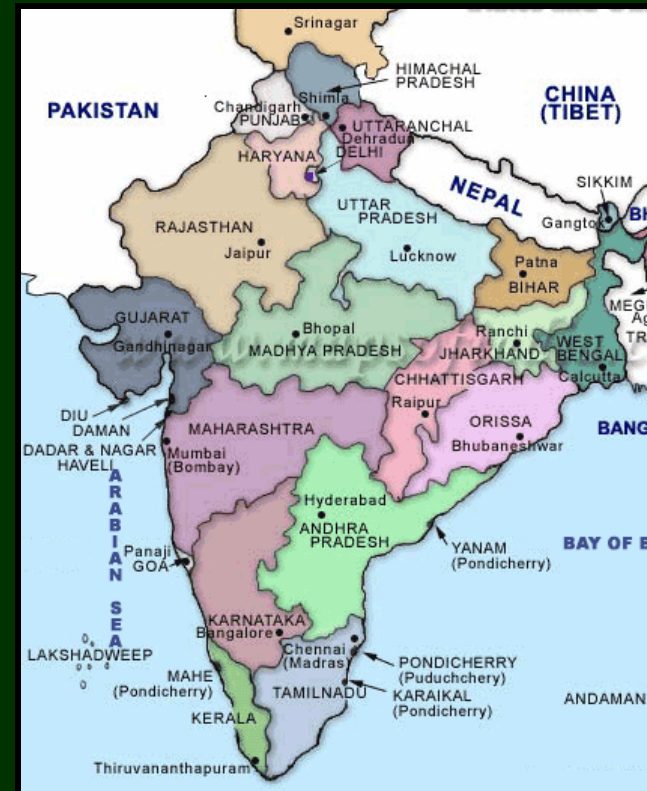 Srinagar
HIMACHAL
PRADESH
PAKISTAN
CHINA
(TIBET)
Shimla
Chandigarh
PUNJAB
UTTARANCHAL
Dehradun
HARYANA
DELHI
NEPAL
SIKKIM
Gangtok
UTTAR
PRADESH
RAJASTHAN
Jaipur
Lucknow
Patna
BIHAR
GUJARAT
Gandhinagar
Bhopal
MADHYA PRADESH
Ranchi
JHARKHAND
WEST
BENGAL
Calcutta
CHHATTISGARH
Raipur
ORISSA
Bhubaneshwar
DIU
DAMAN
DADAR & NAGAR
HAVELI
MAHARASHTRA
Mumbai
(Bombay)
BANG
ARABIAN SEA
Hyderabad
ANDHRA
PRADESH
YANAM
(Pondicherry)
BAY OF B
Panaji
GOA
KARNATAKA
Bangalore
LAKSHADWEEP
Chennai
(Madras)
PONDICHERRY
(Puduchchery)
MAHE
(Pondicherry)
TAMILNADU
KARAIKAL
(Pondicherry)
ANDAMAN
KERALA
Thiruvananthapuram